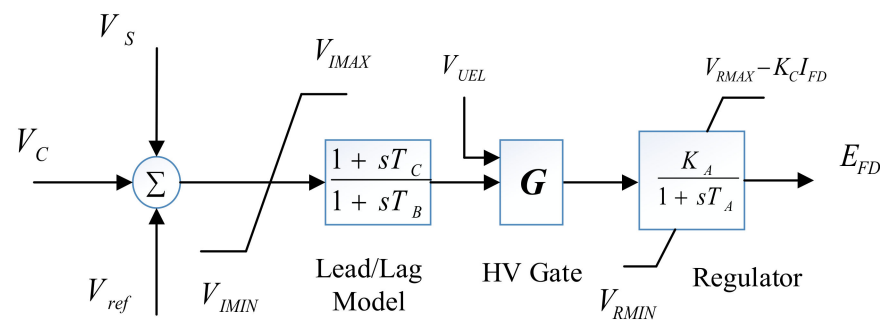 V_S
V_IMAX
V_UEL
V_RMAX – K_C I_FD
V_C
Σ
1 + sT_C
1 + sT_B
G
K_A
1 + sT_A
E_FD
V_ref
V_IMIN
Lead/Lag
Model
HV Gate
V_RMIN
Regulator